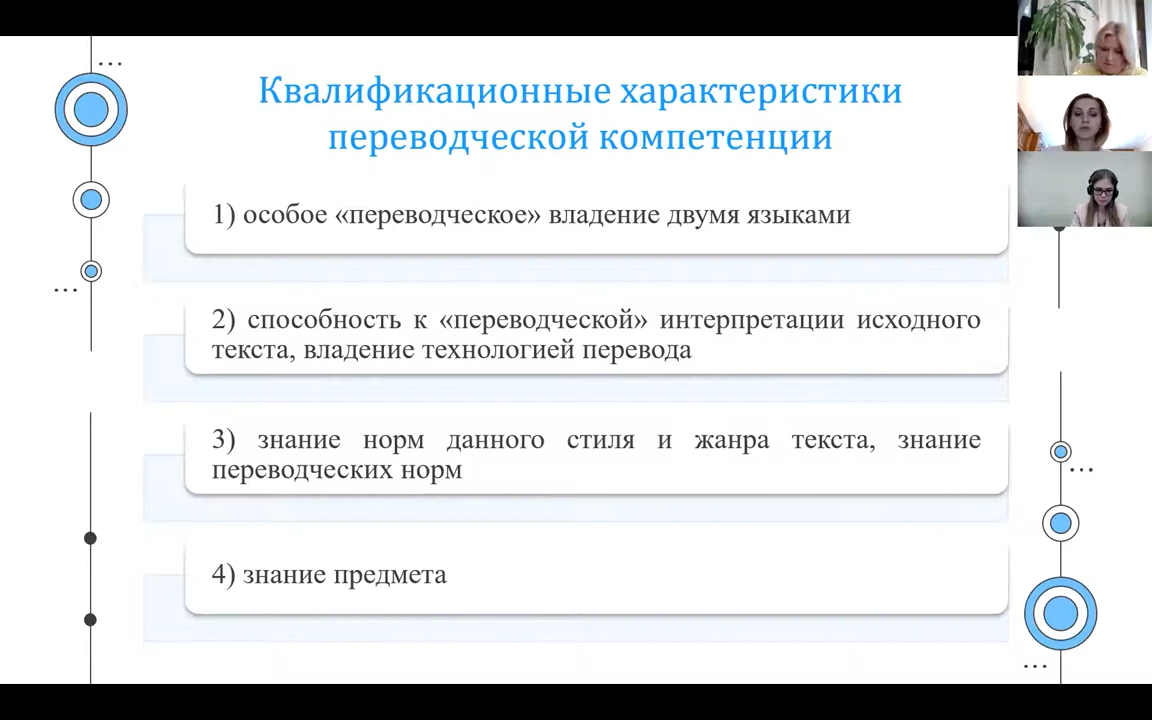 Квалификационные характеристики
переводческой компетенции
1) особое «переводческое» владение двумя языками
2) способность к «переводческой» интерпретации исходного
текста, владение технологией перевода
3) знание норм данного стиля и жанра текста, знание
переводческих норм
4) знание предмета